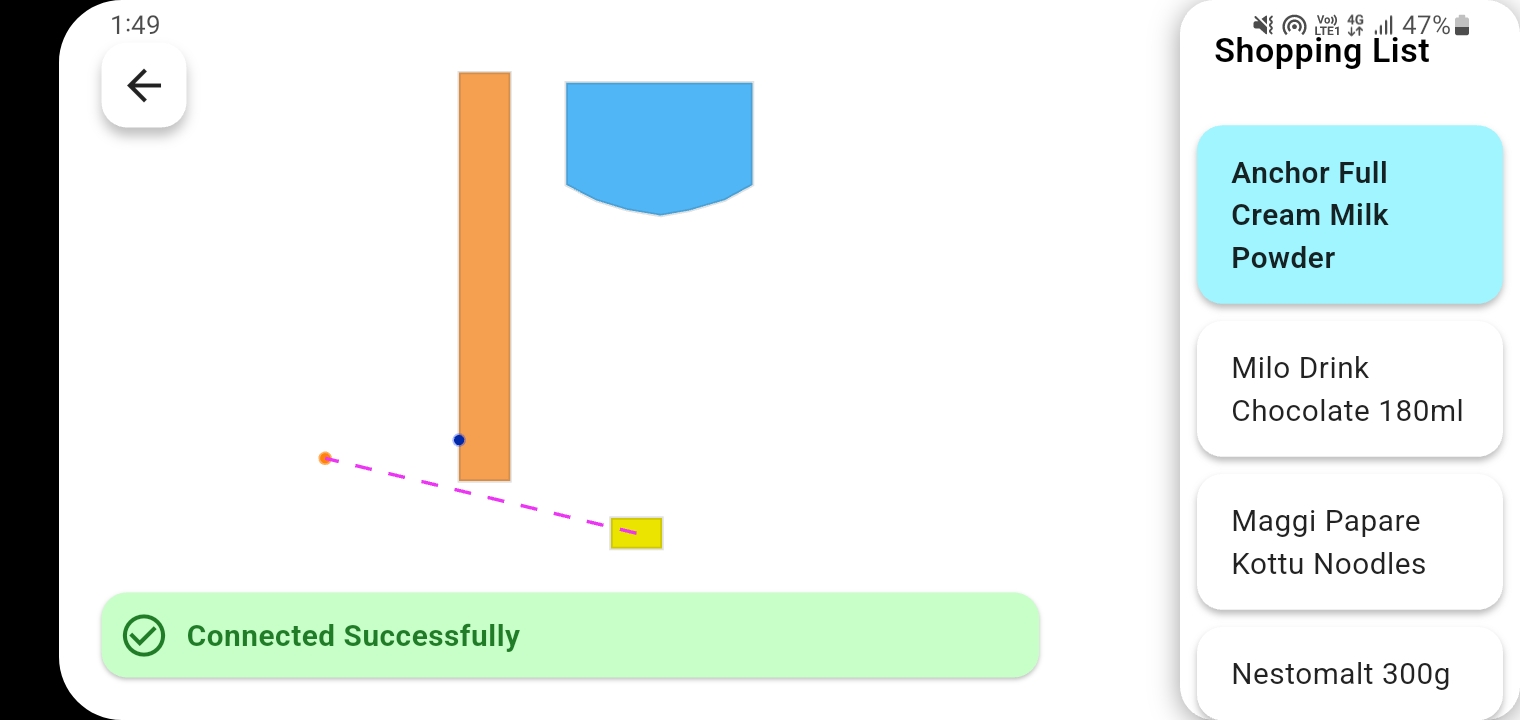 1:49
Vo))
LTE1
4G
47%
Shopping List
Anchor Full
Cream Milk
Powder
Milo Drink
Chocolate 180ml
Maggi Papare
Kottu Noodles
Nestomalt 300g
Connected Successfully